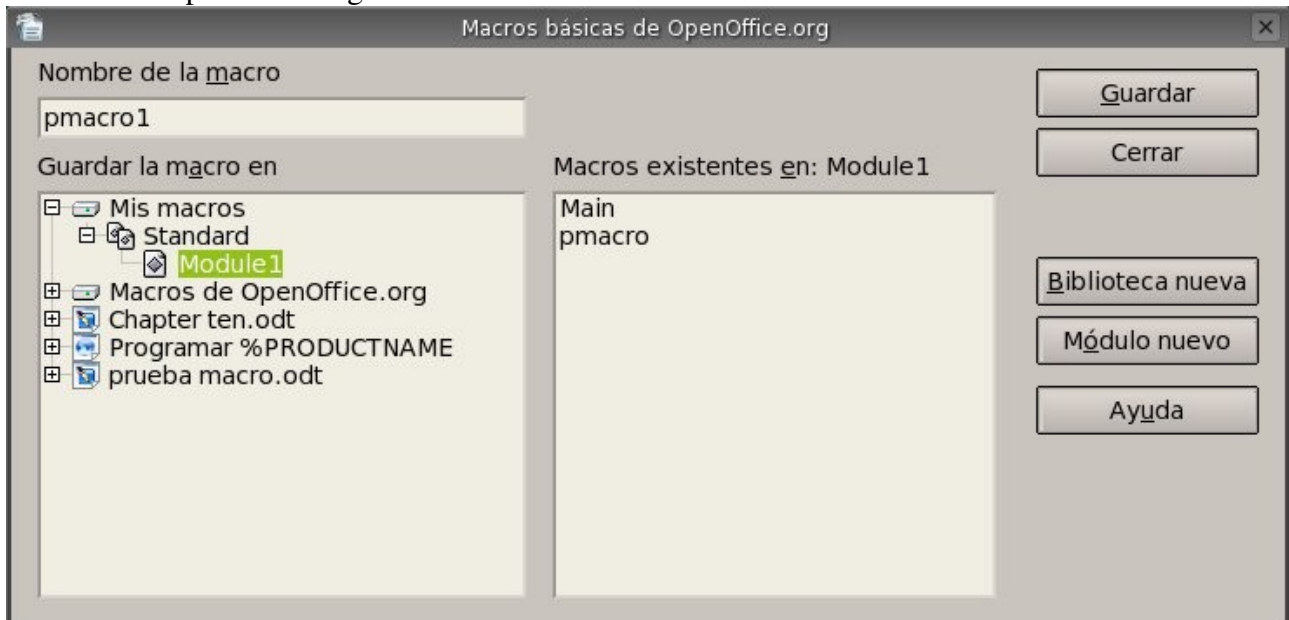 Macros básicas de OpenOffice.org
Nombre de la macro
pmacro1
Guardar la macro en
Mis macros
Standard
Module1
Macros de OpenOffice.org
Chapter ten.odt
Programar %PRODUCTNAME
prueba macro.odt
Macros existentes en: Module1
Main
pmacro
Guardar
Cerrar
Biblioteca nueva
Módulo nuevo
Ayuda